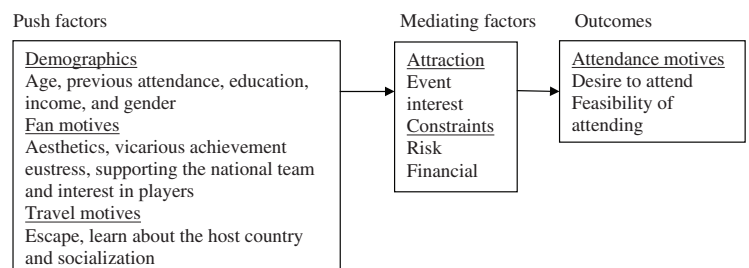 Push factors
Demographics
Age, previous attendance, education,
income, and gender
Fan motives
Aesthetics, vicarious achievement
eustress, supporting the national team
and interest in players
Travel motives
Escape, learn about the host country
and socialization
Mediating factors
Attraction
Event
interest
Constraints
Risk
Financial
Outcomes
Attendance motives
Desire to attend
Feasibility of
attending